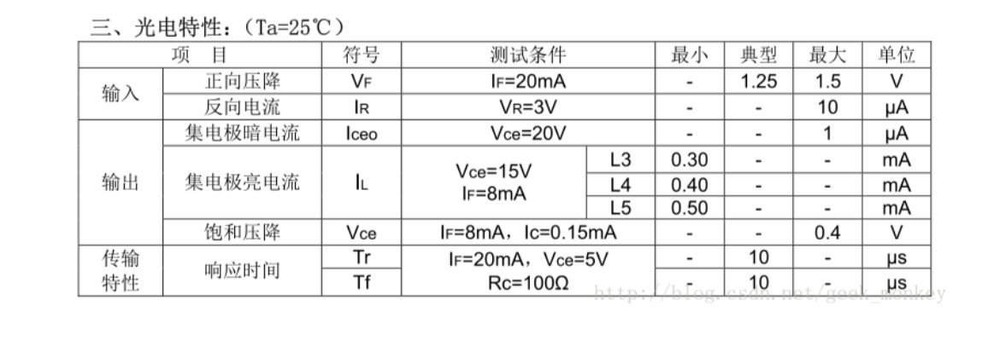 三、光电特性：（Ta=25℃）
项 目 符号 测试条件 最小 典型 最大 单位
输入 正向压降 VF IF=20mA - 1.25 1.5 V
反向电流 IR VR=3V - - 10 μA
输出 集电极暗电流 Iceo Vce=20V - - 1 μA
集电极亮电流 IL Vce=15V IF=8mA L3 0.30 - - mA
L4 0.40 - - mA
L5 0.50 - - mA
饱和压降 Vce IF=8mA，Ic=0.15mA - - 0.4 V
传输特性 响应时间 Tr IF=20mA，Vce=5V - 10 - μs
Tf Rc=100Ω - 10 - μs
http://blog.csdn.net/geek_monkey